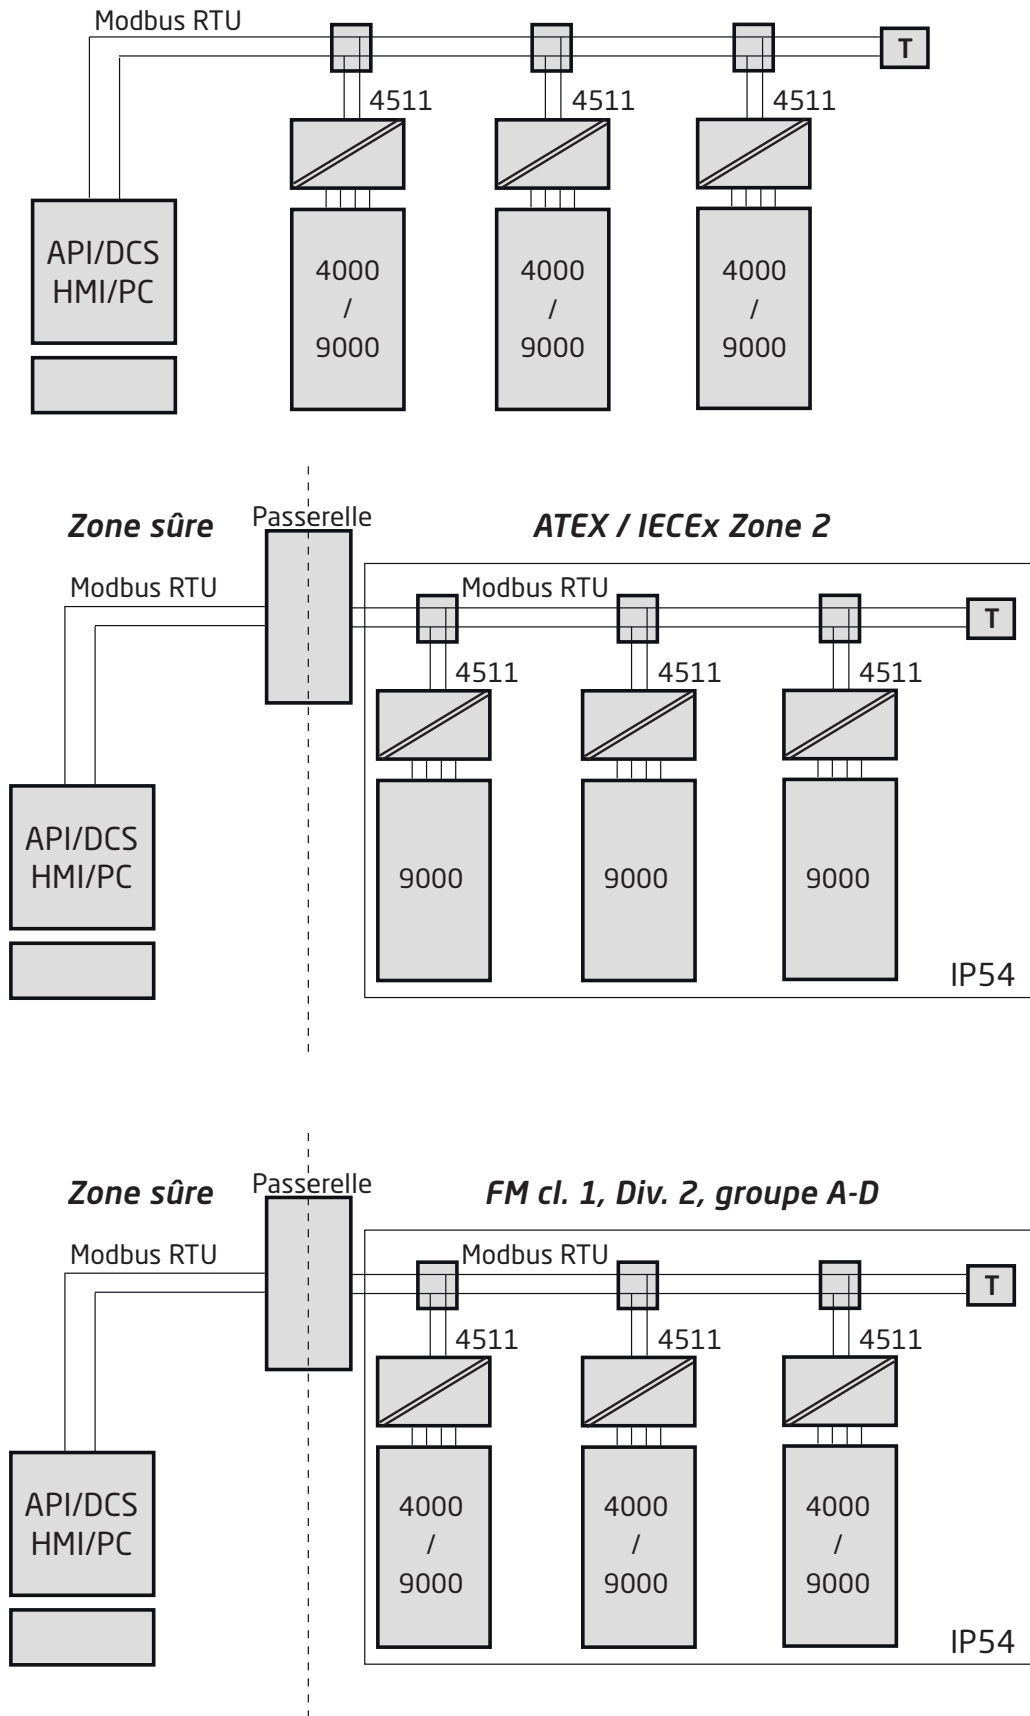 Modbus RTU
T
4511 4511 4511
API/DCS
HMI/PC
4000
/
9000
4000
/
9000
4000
/
9000
Zone sûre
Passerelle
ATEX / IECEx Zone 2
Modbus RTU
Modbus RTU
T
4511 4511 4511
API/DCS
HMI/PC
9000
9000
9000
IP54
Zone sûre
Passerelle
FM cl. 1, Div. 2, groupe A-D
Modbus RTU
Modbus RTU
T
4511 4511 4511
API/DCS
HMI/PC
4000
/
9000
4000
/
9000
4000
/
9000
IP54